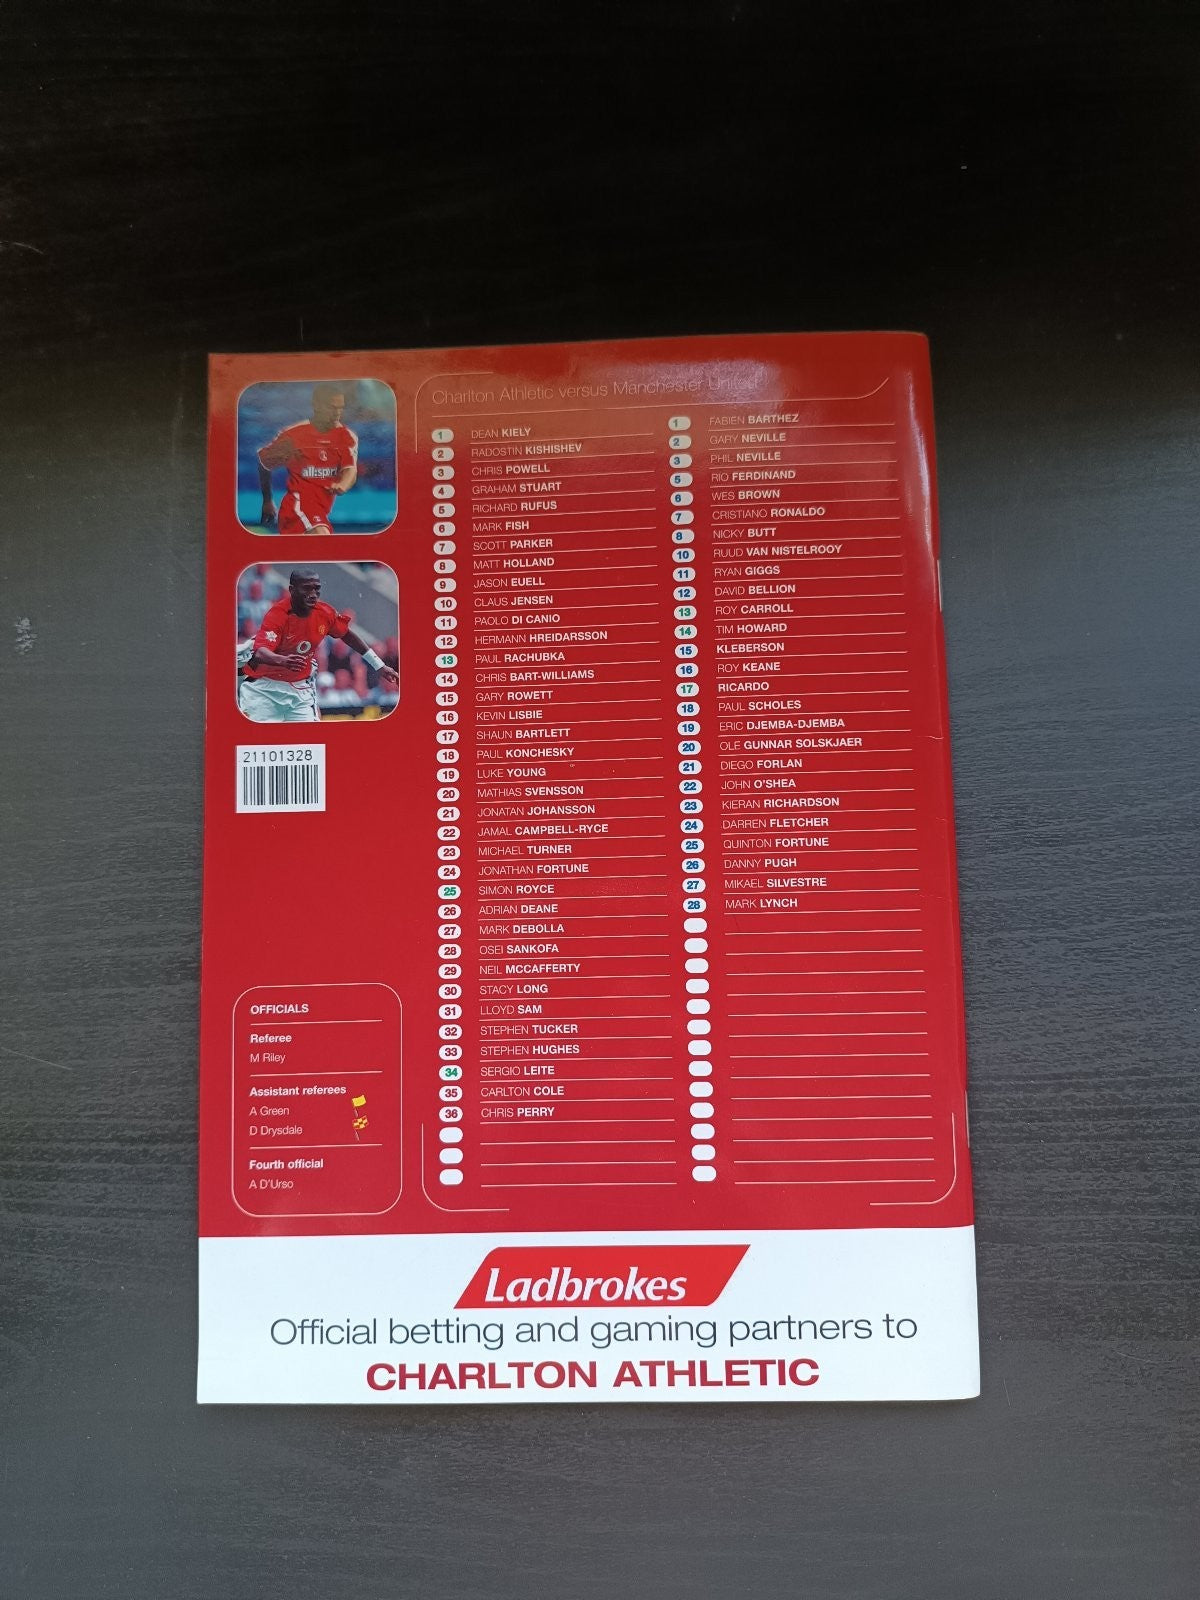 Charlton Athletic versus Manchester United
all:sports
21101328
1 DEAN KIELY
2 RADOSTIN KISHISHEV
3 CHRIS POWELL
4 GRAHAM STUART
5 RICHARD RUFUS
6 MARK FISH
7 SCOTT PARKER
8 MATT HOLLAND
9 JASON EUELL
10 CLAUS JENSEN
11 PAOLO DI CANIO
12 HERMANN HREIDARSSON
13 PAUL RACHUBKA
14 CHRIS BART-WILLIAMS
15 GARY ROWETT
16 KEVIN LISBIE
17 SHAUN BARTLETT
18 PAUL KONCHESKY
19 LUKE YOUNG
20 MATHIAS SVENSSON
21 JONATAN JOHANSSON
22 JAMAL CAMPBELL-RYCE
23 MICHAEL TURNER
24 JONATHAN FORTUNE
25 SIMON ROYCE
26 ADRIAN DEANE
27 MARK DEBOLLA
28 OSEI SANKOFA
29 NEIL MCCAFFERTY
30 STACY LONG
31 LLOYD SAM
32 STEPHEN TUCKER
33 STEPHEN HUGHES
34 SERGIO LEITE
35 CARLTON COLE
36 CHRIS PERRY
1 FABIEN BARTHEZ
2 GARY NEVILLE
3 PHIL NEVILLE
5 RIO FERDINAND
6 WES BROWN
7 CRISTIANO RONALDO
8 NICKY BUTT
10 RUUD VAN NISTELROOY
11 RYAN GIGGS
12 DAVID BELLION
13 ROY CARROLL
14 TIM HOWARD
15 KLEBERSON
16 ROY KEANE
17 RICARDO
18 PAUL SCHOLES
19 ERIC DJEMBA-DJEMBA
20 OLE GUNNAR SOLSKJAER
21 DIEGO FORLAN
22 JOHN O'SHEA
23 KIERAN RICHARDSON
24 DARREN FLETCHER
25 QUINTON FORTUNE
26 DANNY PUGH
27 MIKAEL SILVESTRE
28 MARK LYNCH
OFFICIALS
Referee
M Riley
Assistant referees
A Green
D Drysdale
Fourth official
A D'Urso
Ladbrokes
Official betting and gaming partners to
CHARLTON ATHLETIC